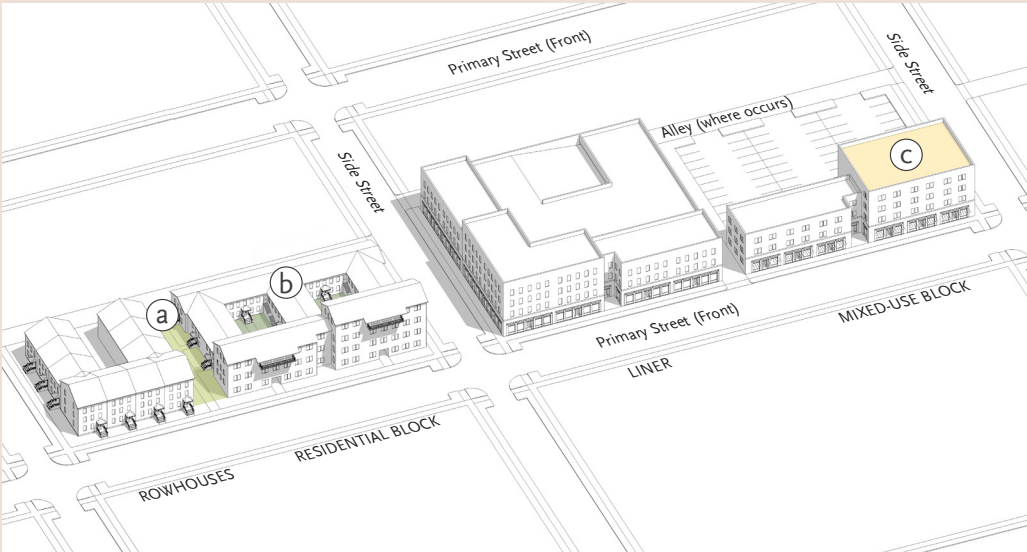 Primary Street (Front)
Side Street
Alley (where occurs)
c
Side Street
b
a
MIXED-USE BLOCK
Primary Street (Front)
LINER
RESIDENTIAL BLOCK
ROWHOUSES